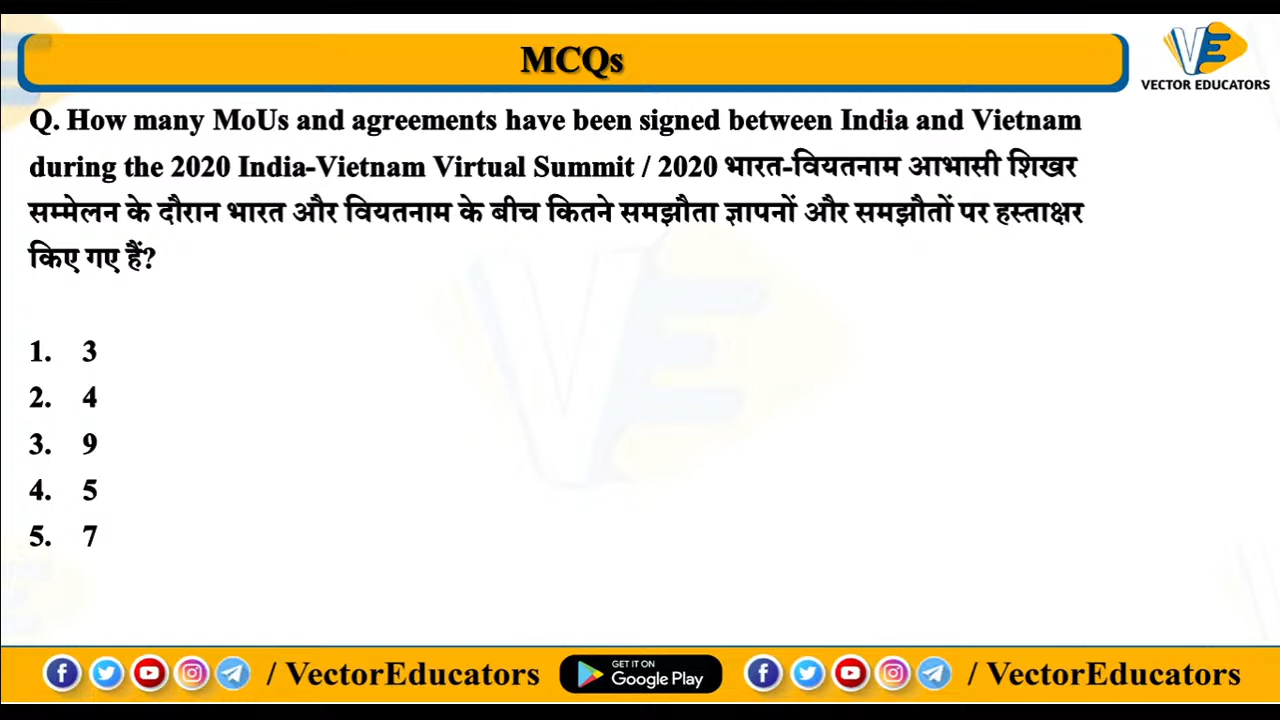 MCQs
VECTOR EDUCATORS
Q. How many MoUs and agreements have been signed between India and Vietnam
during the 2020 India-Vietnam Virtual Summit / 2020 भारत-वियतनाम आभासी शिखर
सम्मेलन के दौरान भारत और वियतनाम के बीच कितने समझौता ज्ञापनों और समझौतों पर हस्ताक्षर
किए गए हैं?
1. 3
2. 4
3. 9
4. 5
5. 7
/ VectorEducators GET IT ON Google Play / VectorEducators